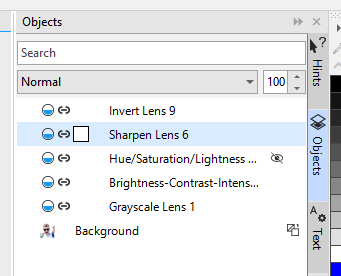 Objects
Search
Normal
100
Invert Lens 9
Sharpen Lens 6
Hue/Saturation/Lightness ...
Brightness-Contrast-Intens...
Grayscale Lens 1
Background
Hints
Objects
Text